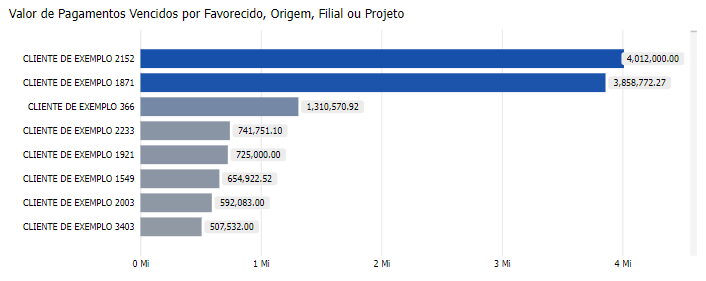 Valor de Pagamentos Vencidos por Favorecido, Origem, Filial ou Projeto
CLIENTE DE EXEMPLO 2152 4,012,000.00
CLIENTE DE EXEMPLO 1871 3,858,772.27
CLIENTE DE EXEMPLO 366 1,310,570.92
CLIENTE DE EXEMPLO 2233 741,751.10
CLIENTE DE EXEMPLO 1921 725,000.00
CLIENTE DE EXEMPLO 1549 654,922.52
CLIENTE DE EXEMPLO 2003 592,083.00
CLIENTE DE EXEMPLO 3403 507,532.00
0 Mi 1 Mi 2 Mi 3 Mi 4 Mi